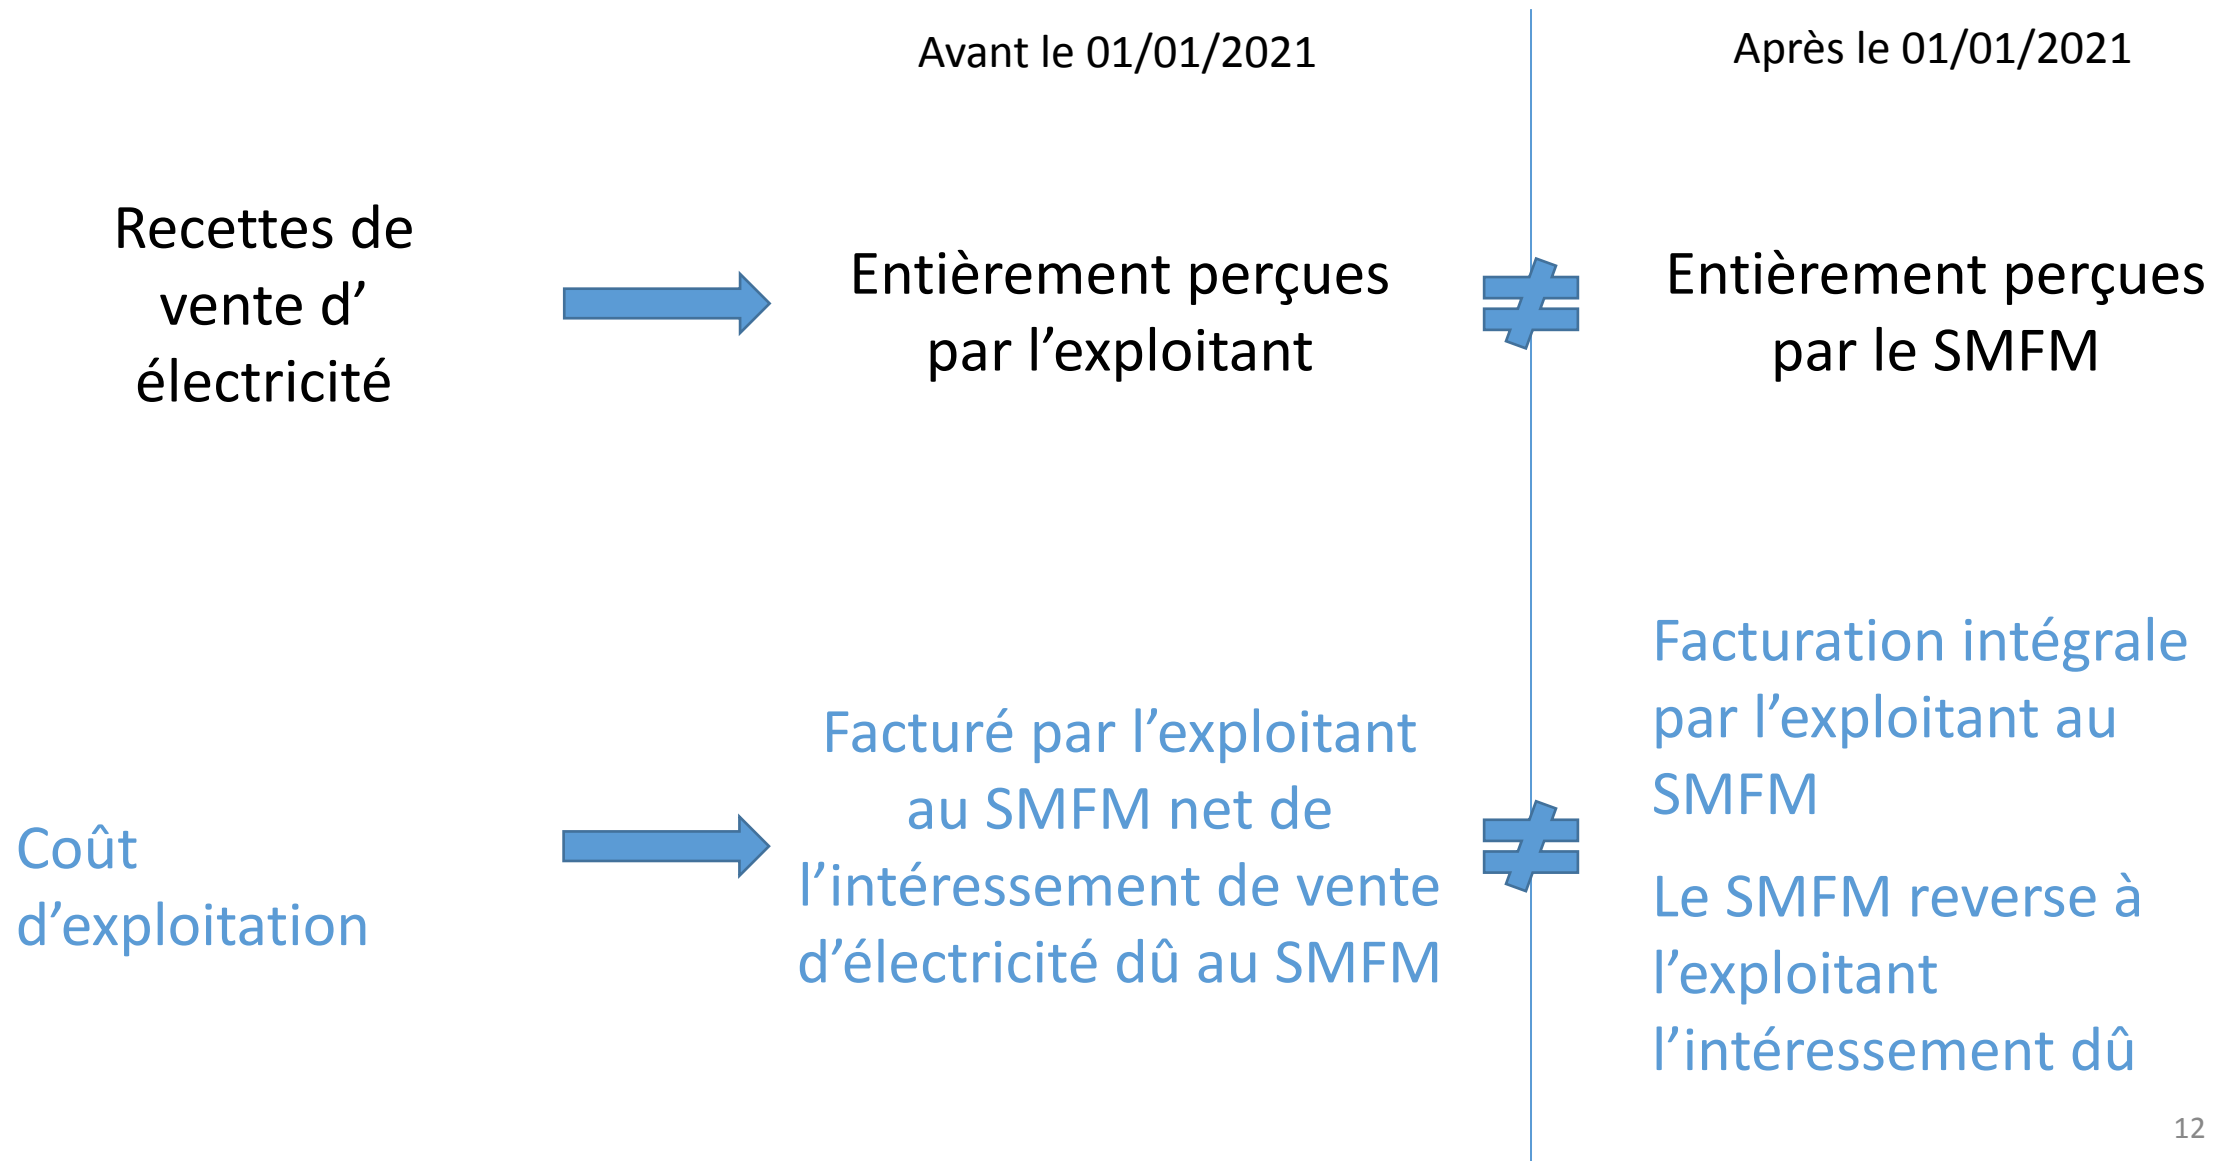 Avant le 01/01/2021
Après le 01/01/2021
Recettes de
vente d’
électricité
Entièrement perçues
par l’exploitant
Entièrement perçues
par le SMFM
Coût
d’exploitation
Facturé par l’exploitant
au SMFM net de
l’intéressement de vente
d’électricité dû au SMFM
Facturation intégrale
par l’exploitant au
SMFM
Le SMFM reverse à
l’exploitant
l’intéressement dû
12